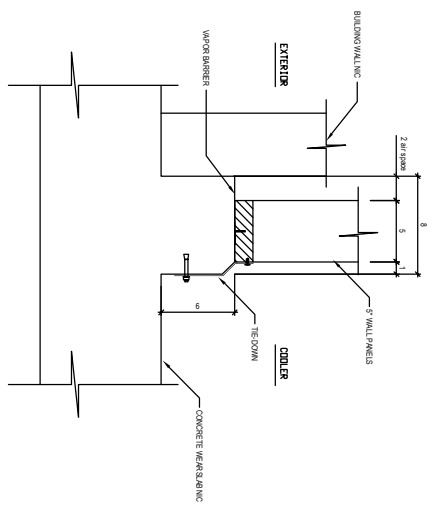 BUILDING WALL NIC
EXTERIOR
VAPOR BARRIER
2 air space
8
5
1
5" WALL PANELS
6
TIE-DOWN
COOLER
CONCRETE WEAR SLAB NIC